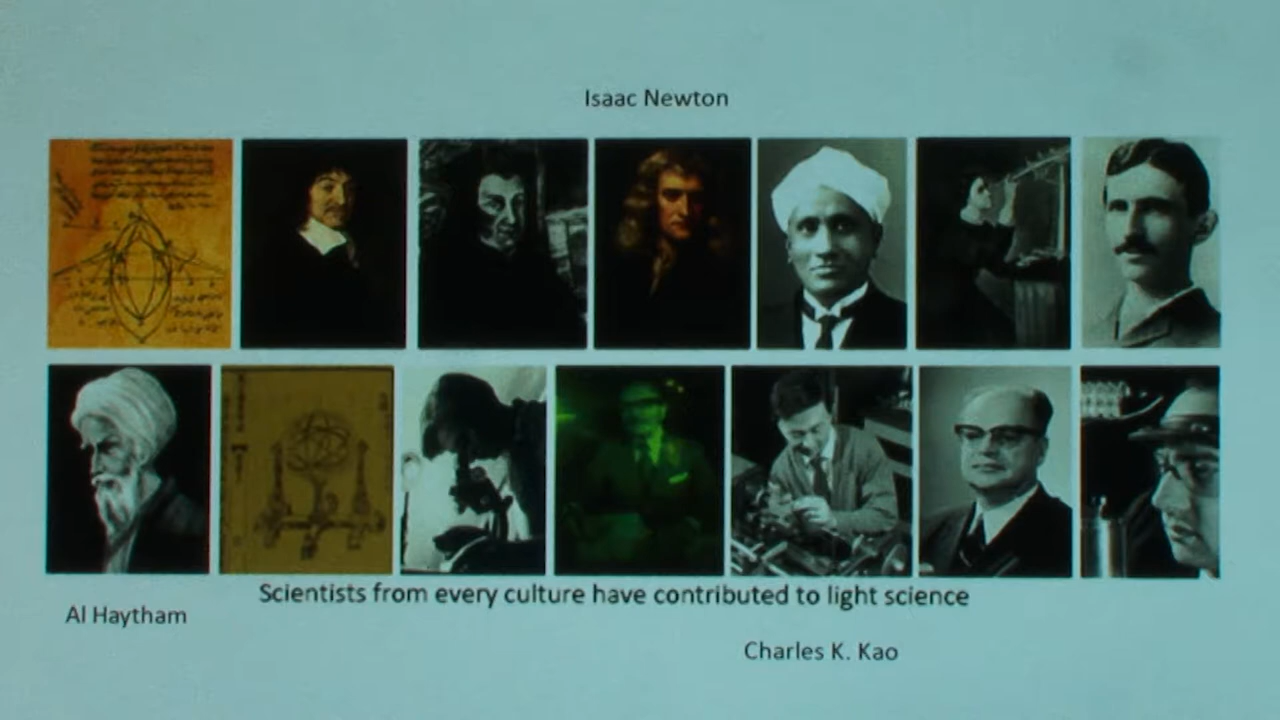 Isaac Newton
Scientists from every culture have contributed to light science
Al Haytham
Charles K. Kao